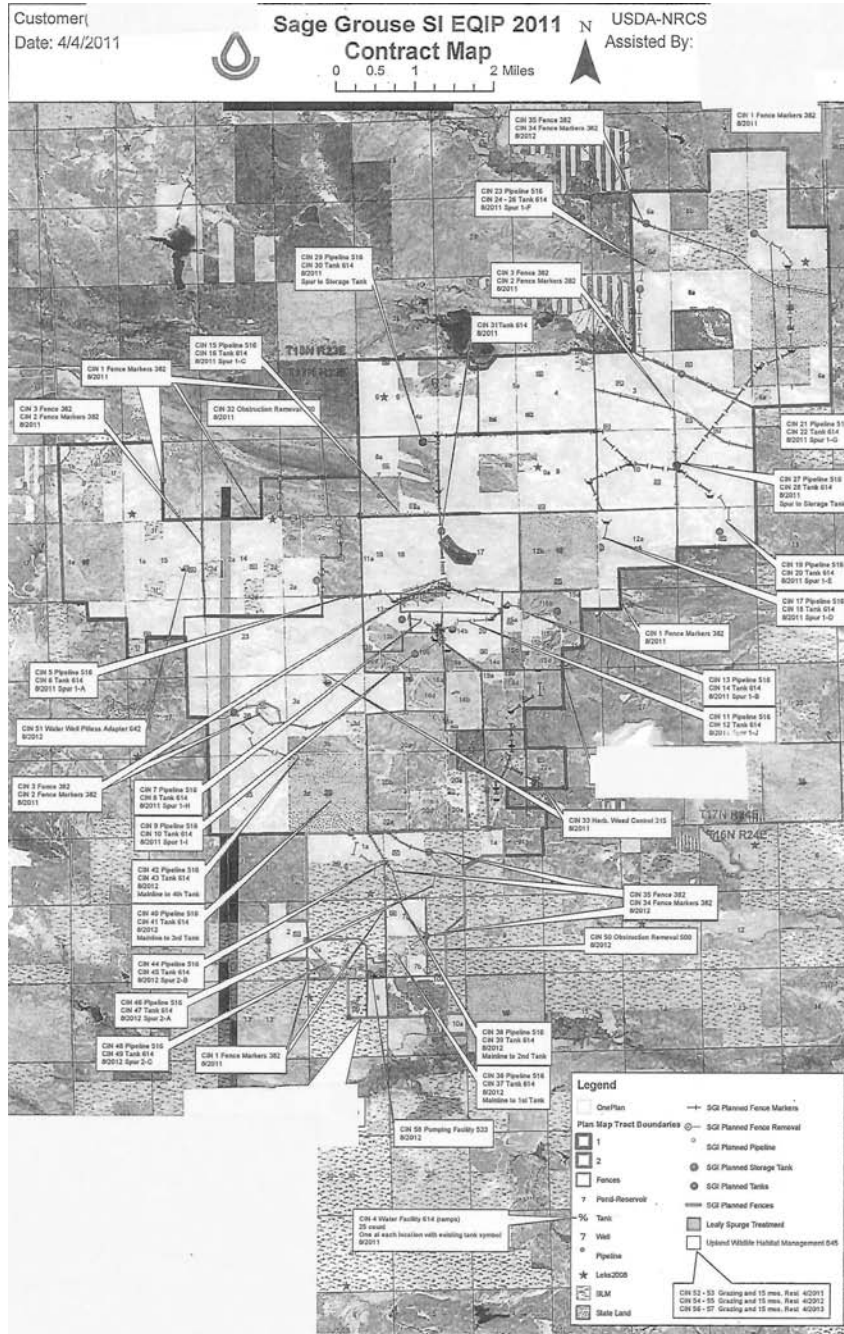 Customer(
Date: 4/4/2011
Sage Grouse SI EQIP 2011
Contract Map
N
USDA-NRCS
Assisted By:
0 0.5 1 2 Miles
CIN 35 Fence 382
CIN 34 Fence Markers 382
8/2012
CIN 1 Fence Markers 382
8/2011
CIN 23 Pipeline 516
CIN 24 - 26 Tank 614
8/2011 Spur 1-F
CIN 29 Pipeline 516
CIN 30 Tank 614
8/2011
Spur to Storage Tank
CIN 3 Fence 382
CIN 2 Fence Markers 382
8/2011
CIN 31Tank 614
8/2011
CIN 15 Pipeline 516
CIN 16 Tank 614
8/2011 Spur 1-C
CIN 1 Fence Markers 382
8/2011
CIN 3 Fence 382
CIN 2 Fence Markers 382
8/2011
CIN 32 Obstruction Removal 500
8/2011
CIN 21 Pipeline 51
CIN 22 Tank 614
8/2011 Spur 1-G
CIN 27 Pipeline 516
CIN 28 Tank 614
8/2011
Spur to Storage Tank
CIN 19 Pipeline 516
CIN 20 Tank 614
8/2011 Spur 1-E
CIN 17 Pipeline 516
CIN 18 Tank 614
8/2011 Spur 1-D
CIN 1 Fence Markers 382
8/2011
CIN 5 Pipeline 516
CIN 6 Tank 614
8/2011 Spur 1-A
CIN 13 Pipeline 516
CIN 14 Tank 614
8/2011 Spur 1-B
CIN 11 Pipeline 516
CIN 12 Tank 614
8/2011 Spur 1-J
CIN 51 Water Well Pitless Adapter 642
8/2012
CIN 3 Fence 382
CIN 2 Fence Markers 382
8/2011
CIN 7 Pipeline 516
CIN 8 Tank 614
8/2011 Spur 1-H
CIN 9 Pipeline 516
CIN 10 Tank 614
8/2011 Spur 1-I
CIN 33 Herb. Weed Control 315
8/2011
T17N R24E
T16N R24E
CIN 42 Pipeline 516
CIN 43 Tank 614
8/2012
Mainline to 4th Tank
CIN 40 Pipeline 516
CIN 41 Tank 614
8/2012
Mainline to 3rd Tank
CIN 35 Fence 382
CIN 34 Fence Markers 382
8/2012
CIN 50 Obstruction Removal 500
8/2012
CIN 44 Pipeline 516
CIN 45 Tank 614
8/2012 Spur 2-B
CIN 46 Pipeline 516
CIN 47 Tank 614
8/2012 Spur 2-A
CIN 48 Pipeline 516
CIN 49 Tank 614
8/2012 Spur 2-C
CIN 1 Fence Markers 382
8/2011
CIN 38 Pipeline 516
CIN 39 Tank 614
8/2012
Mainline to 2nd Tank
CIN 36 Pipeline 516
CIN 37 Tank 614
8/2012
Mainline to 1st Tank
CIN 58 Pumping Facility 533
8/2012
CIN 4 Water Facility 614 (ramps)
25 count
One at each location with existing tank symbol
8/2011
Legend
OnePlan
Plan Map Tract Boundaries
1
2
Fences
Pond-Reservoir
Tank
Well
Pipeline
Leks2008
BLM
State Land
SGI Planned Fence Markers
SGI Planned Fence Removal
SGI Planned Pipeline
SGI Planned Storage Tank
SGI Planned Tanks
SGI Planned Fences
Leafy Spurge Treatment
Upland Wildlife Habitat Management 645
CIN 52 - 53 Grazing and 15 mos. Rest 4/2011
CIN 54 - 55 Grazing and 15 mos. Rest 4/2012
CIN 56 - 57 Grazing and 15 mos. Rest 4/2013